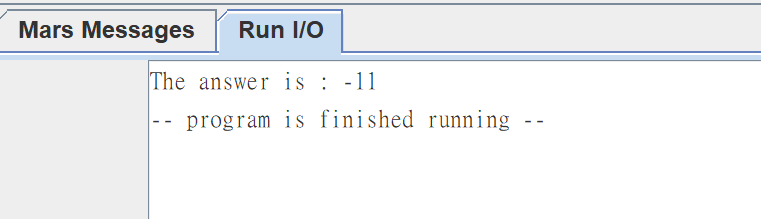 Mars Messages Run I/O
The answer is : -11
-- program is finished running --